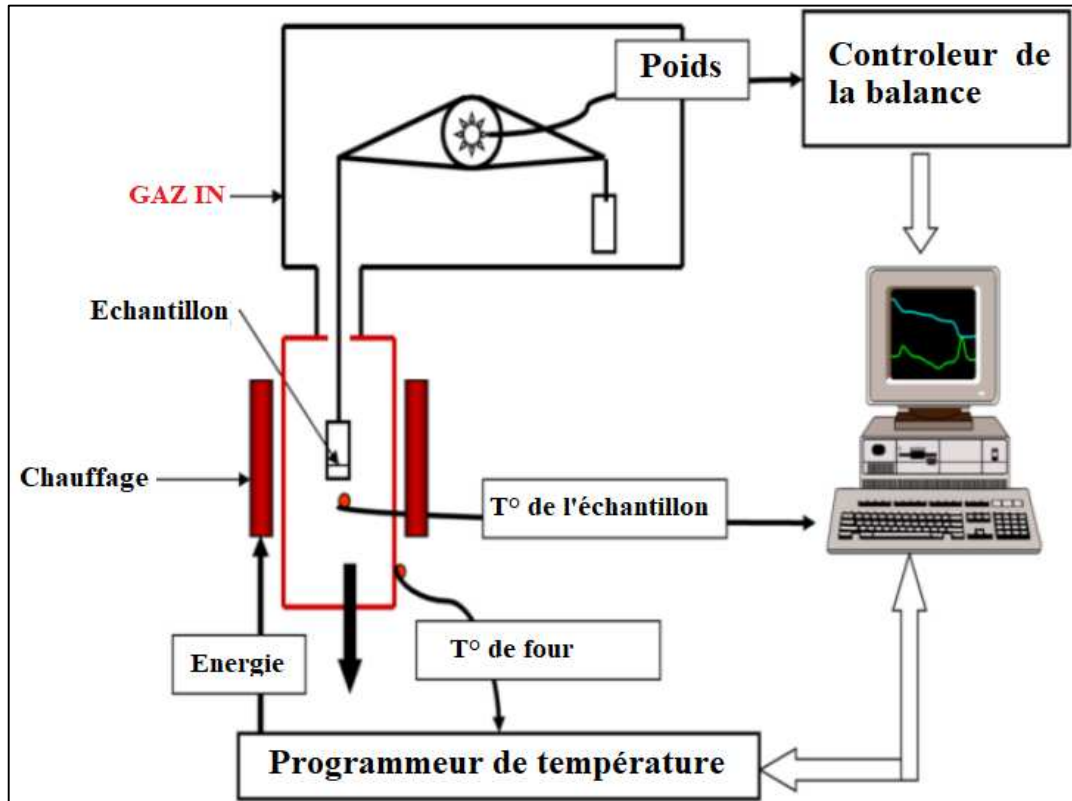 Poids
Controleur de
la balance
GAZ IN
Echantillon
Chauffage
T° de l'échantillon
T° de four
Energie
Programmeur de température